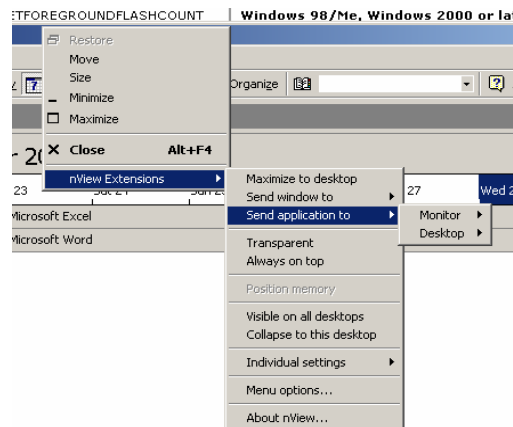 ETFOREGROUNDFLASHCOUNT Windows 98/Me, Windows 2000 or la
Restore
Move
Size
Minimize
Maximize
Close Alt+F4
nView Extensions
Organize
23 Sat 21 Sun 27 Wed 2
Microsoft Excel
Microsoft Word
Maximize to desktop
Send window to
Send application to
Transparent
Always on top
Position memory
Visible on all desktops
Collapse to this desktop
Individual settings
Menu options...
About nView...
Monitor
Desktop